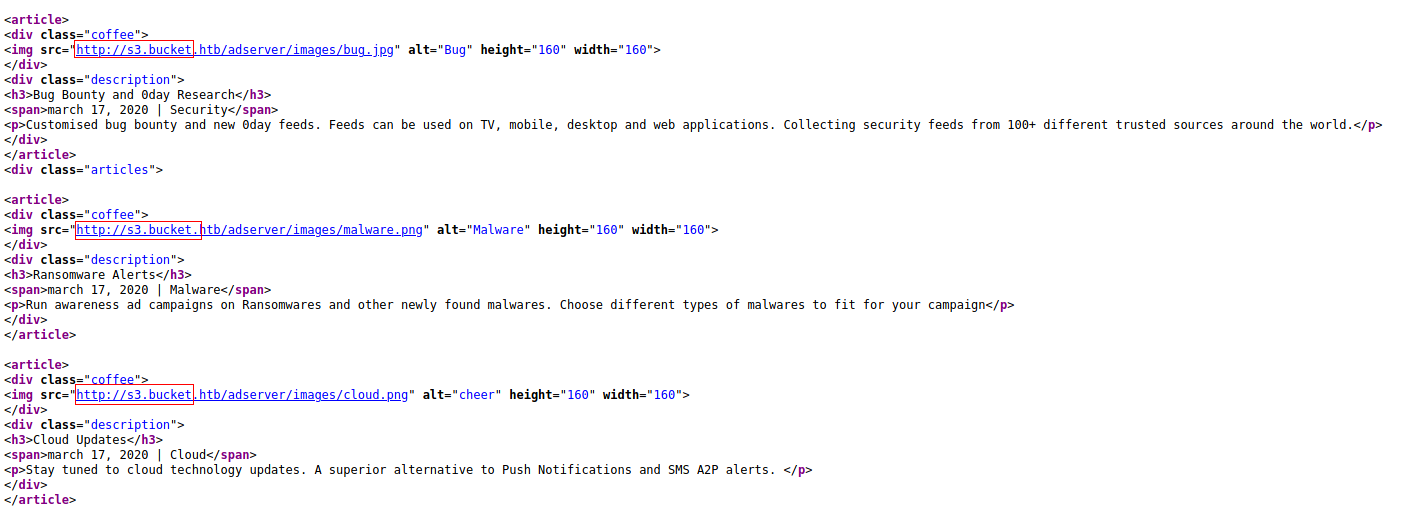 <article>
<div class="coffee">
<img src="http://s3.bucket.htb/adserver/images/bug.jpg" alt="Bug" height="160" width="160">
</div>
<div class="description">
<h3>Bug Bounty and 0day Research</h3>
<span>march 17, 2020 | Security</span>
<p>Customised bug bounty and new 0day feeds. Feeds can be used on TV, mobile, desktop and web applications. Collecting security feeds from 100+ different trusted sources around the world.</p>
</div>
</article>
<div class="articles">
<article>
<div class="coffee">
<img src="http://s3.bucket.htb/adserver/images/malware.png" alt="Malware" height="160" width="160">
</div>
<div class="description">
<h3>Ransomware Alerts</h3>
<span>march 17, 2020 | Malware</span>
<p>Run awareness ad campaigns on Ransomwares and other newly found malwares. Choose different types of malwares to fit for your campaign</p>
</div>
</article>
<article>
<div class="coffee">
<img src="http://s3.bucket.htb/adserver/images/cloud.png" alt="cheer" height="160" width="160">
</div>
<div class="description">
<h3>Cloud Updates</h3>
<span>march 17, 2020 | Cloud</span>
<p>Stay tuned to cloud technology updates. A superior alternative to Push Notifications and SMS A2P alerts. </p>
</div>
</article>